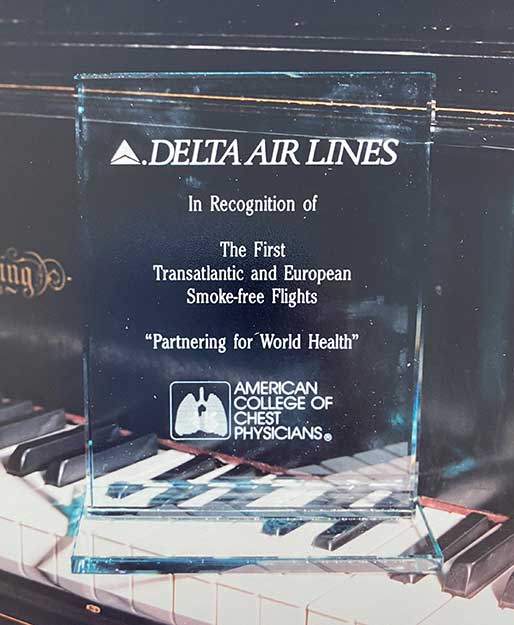 DELTA AIR LINES
In Recognition of
The First
Transatlantic and European
Smoke-free Flights
“Partnering for World Health”
AMERICAN
COLLEGE OF
CHEST
PHYSICIANS®